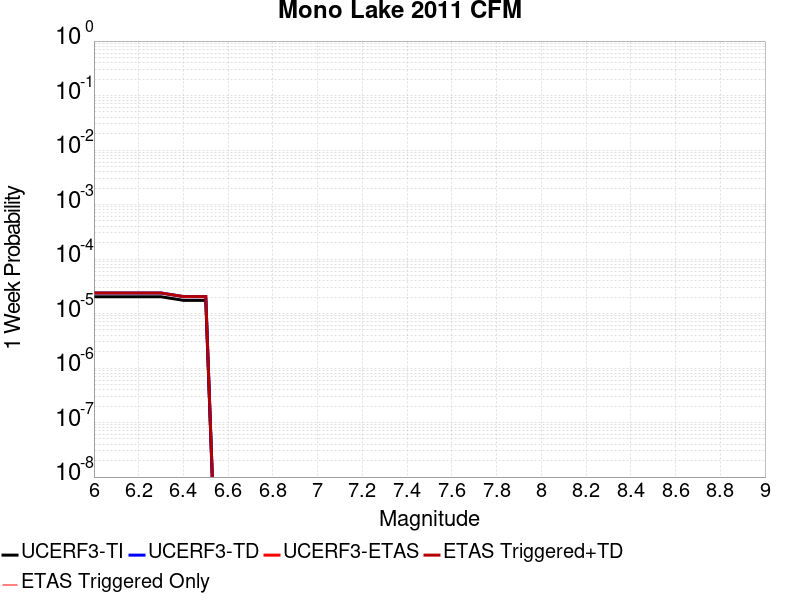 Mono Lake 2011 CFM
10^0
10^-1
10^-2
10^-3
10^-4
10^-5
10^-6
10^-7
10^-8
1 Week Probability
6 6.2 6.4 6.6 6.8 7 7.2 7.4 7.6 7.8 8 8.2 8.4 8.6 8.8 9
Magnitude
UCERF3-TI UCERF3-TD UCERF3-ETAS ETAS Triggered+TD
ETAS Triggered Only